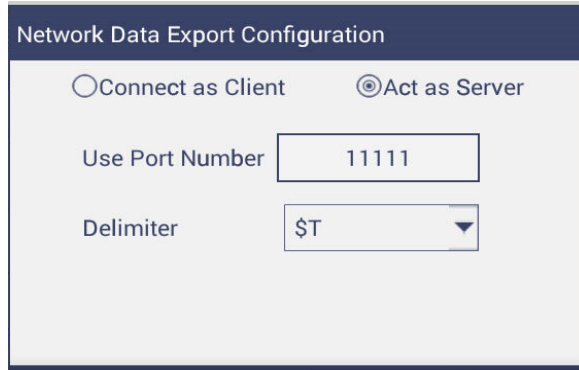 Network Data Export Configuration
Connect as Client Act as Server
Use Port Number 11111
Delimiter $T